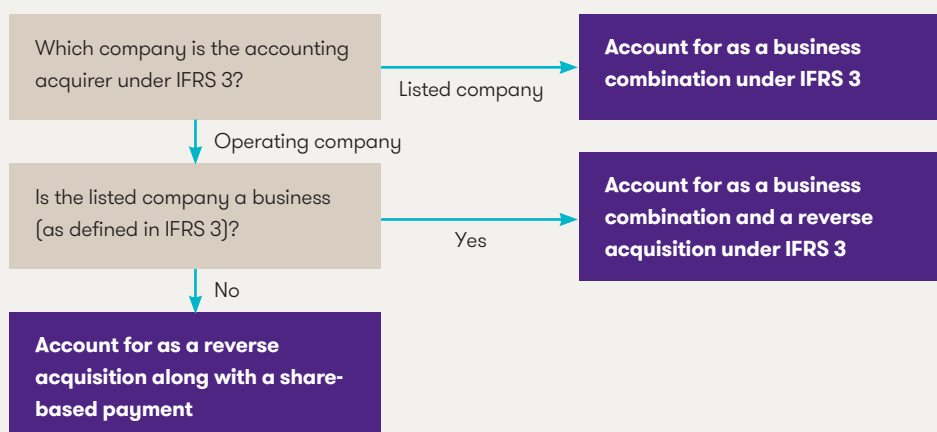 Which company is the accounting
acquirer under IFRS 3?
Listed company
Account for as a business
combination under IFRS 3
Operating company
Is the listed company a business
(as defined in IFRS 3)?
Yes
Account for as a business
combination and a reverse
acquisition under IFRS 3
No
Account for as a reverse
acquisition along with a share-
based payment